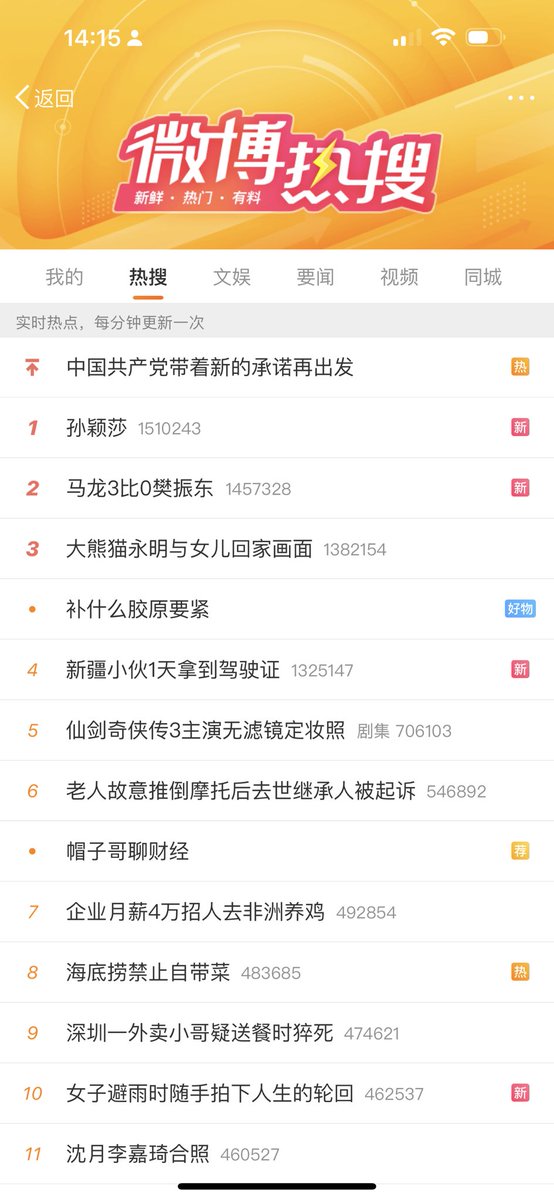 14:15
返回
微博热搜
新鲜·热门·有料
我的 热搜 文娱 要闻 视频 同城
实时热点，每分钟更新一次
中国共产党带着新的承诺再出发 热
1 孙颖莎 1510243 新
2 马龙3比0樊振东 1457328 新
3 大熊猫永明与女儿回家画面 1382154
• 补什么胶原要紧 好物
4 新疆小伙1天拿到驾驶证 1325147 新
5 仙剑奇侠传3主演无滤镜定妆照 剧集 706103
6 老人故意推倒摩托后去世继承人被起诉 546892
• 帽子哥聊财经 荐
7 企业月薪4万招人去非洲养鸡 492854
8 海底捞禁止自带菜 483685 热
9 深圳一外卖小哥疑送餐时猝死 474621
10 女子避雨时随手拍下人生的轮回 462537 新
11 沈月李嘉琦合照 460527